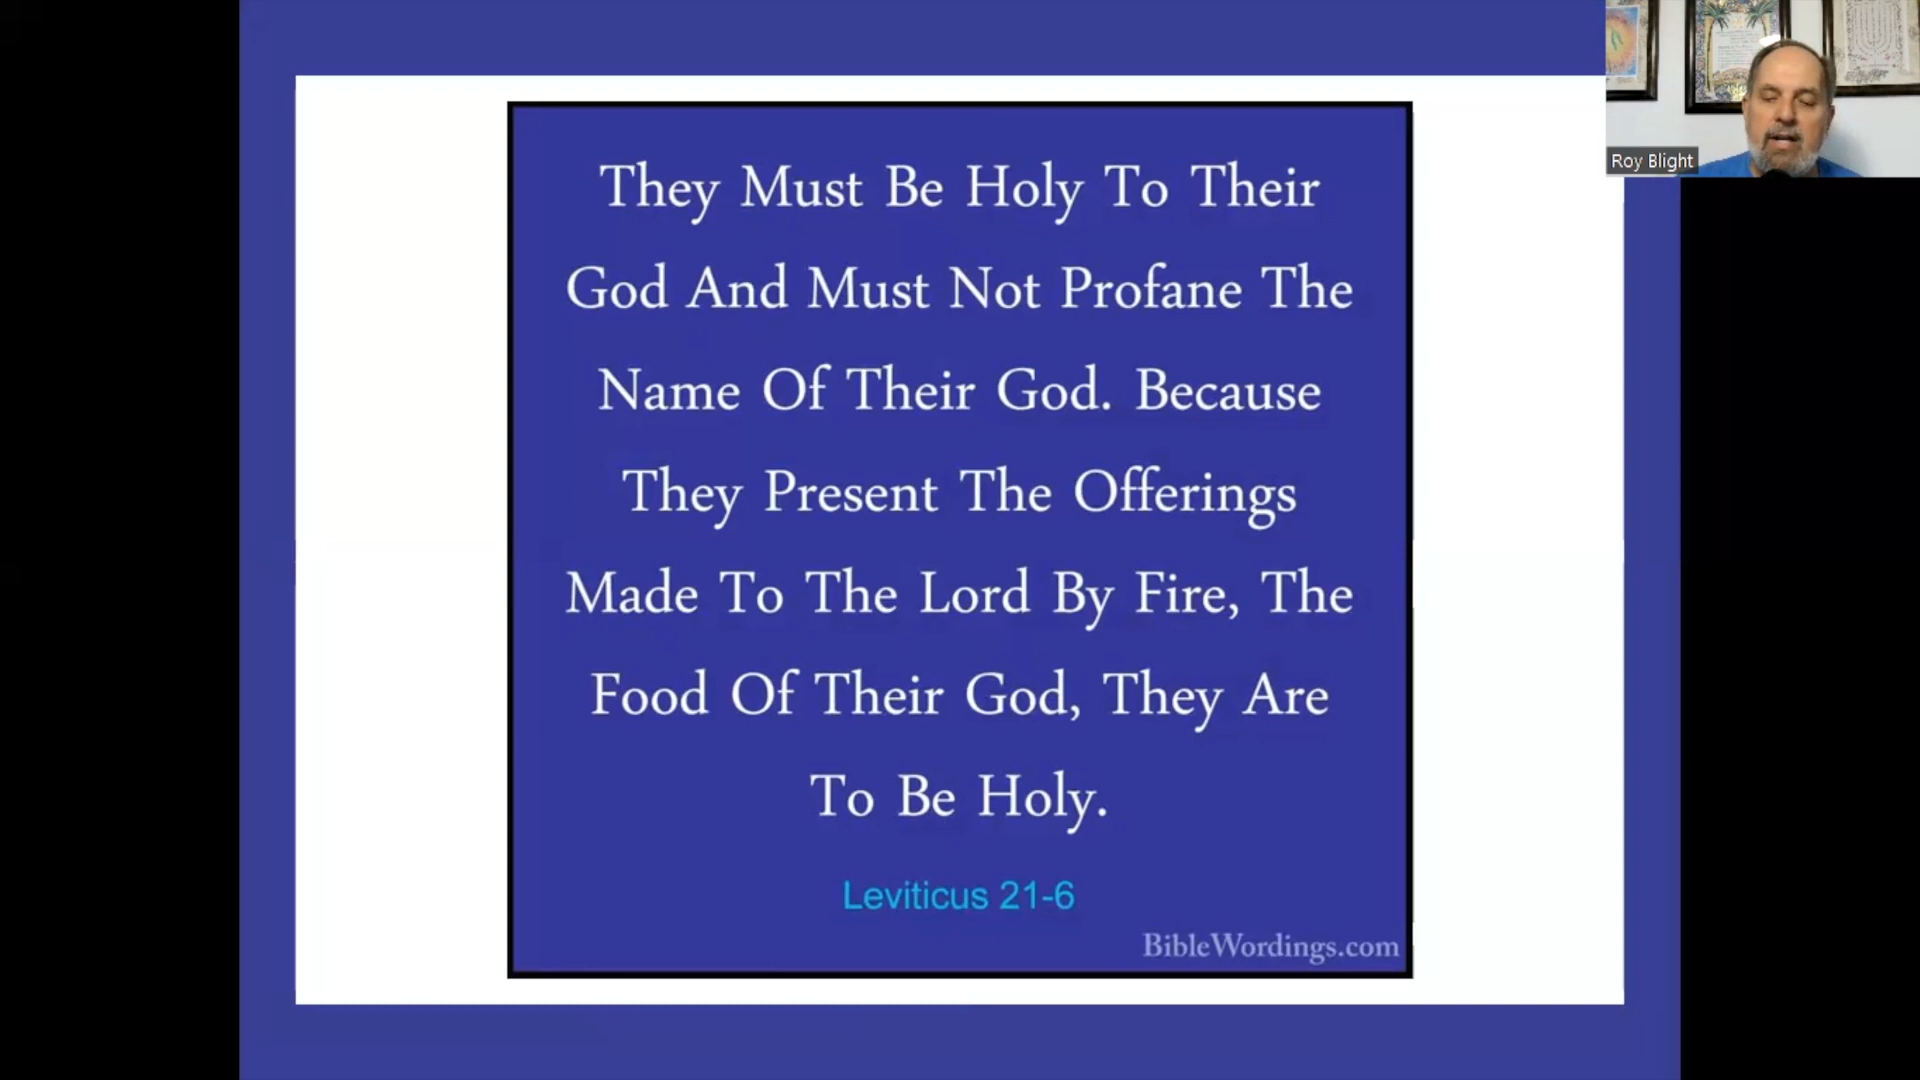 They Must Be Holy To Their
God And Must Not Profane The
Name Of Their God. Because
They Present The Offerings
Made To The Lord By Fire, The
Food Of Their God, They Are
To Be Holy.
Leviticus 21-6
BibleWordings.com
Roy Blight